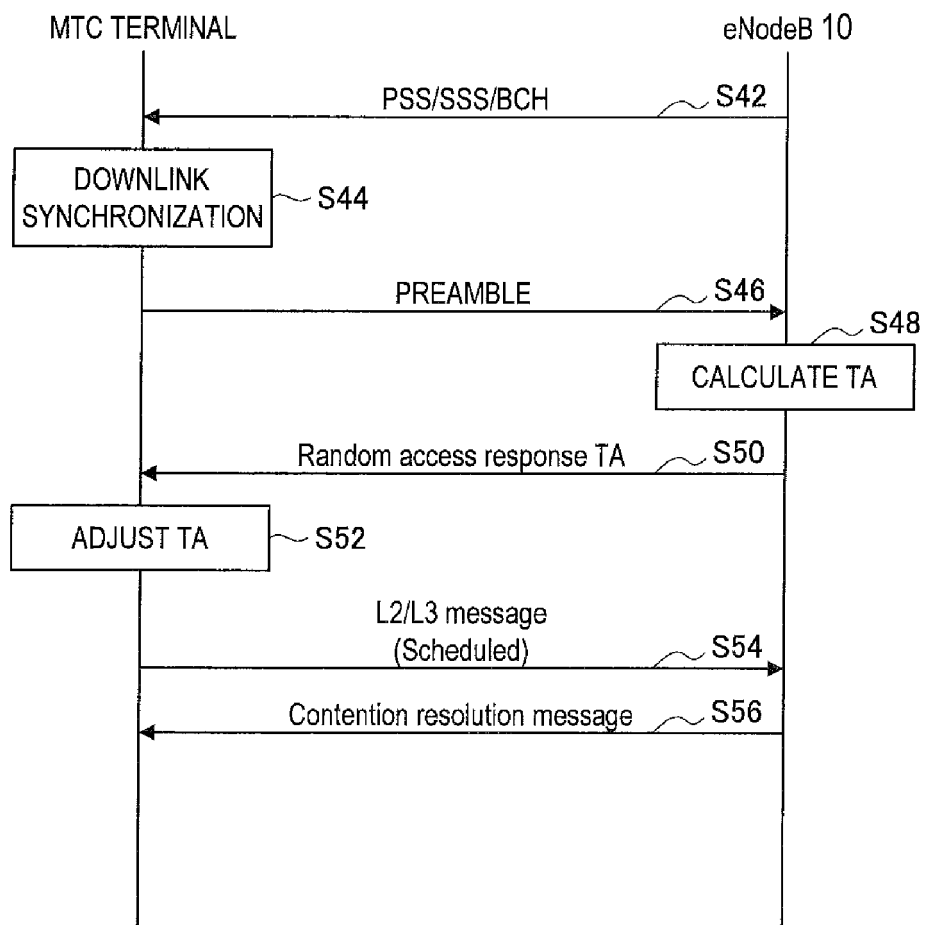 MTC TERMINAL
eNodeB 10
PSS/SSS/BCH
S42
DOWNLINK
SYNCHRONIZATION
S44
PREAMBLE
S46
S48
CALCULATE TA
Random access response TA
S50
ADJUST TA
S52
L2/L3 message
(Scheduled)
S54
Contention resolution message
S56